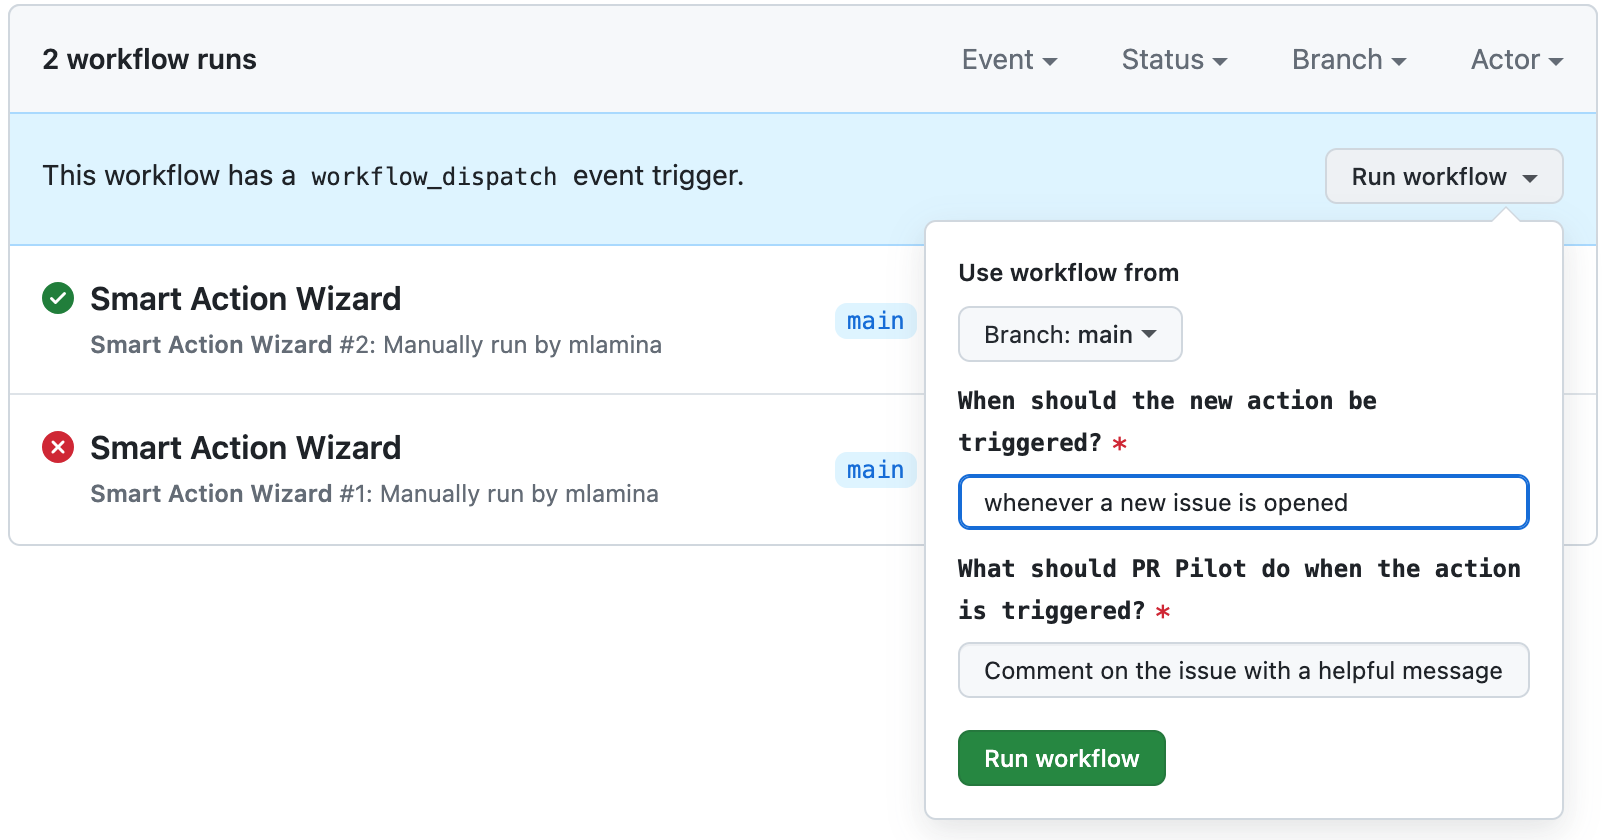 2 workflow runs
Event
Status
Branch
Actor
This workflow has a workflow_dispatch event trigger.
Run workflow
Smart Action Wizard
Smart Action Wizard #2: Manually run by mlamina
main
Smart Action Wizard
Smart Action Wizard #1: Manually run by mlamina
main
Use workflow from
Branch: main
When should the new action be
triggered? *
whenever a new issue is opened
What should PR Pilot do when the action
is triggered? *
Comment on the issue with a helpful message
Run workflow